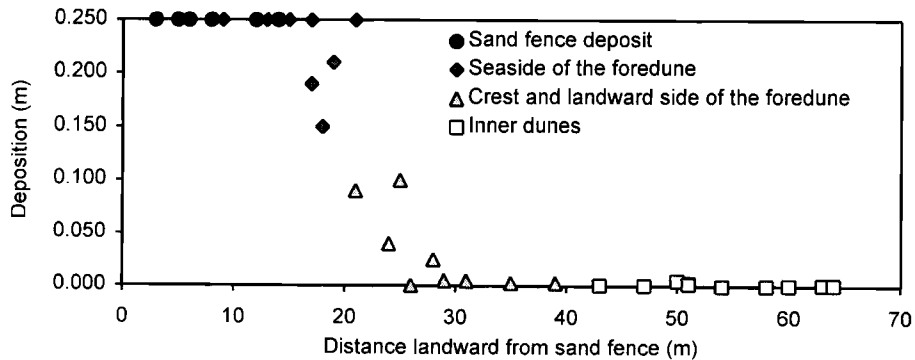 0.250
0.200
0.150
0.100
0.050
0.000
Deposition (m)
Sand fence deposit
Seaside of the foredune
Crest and landward side of the foredune
Inner dunes
0 10 20 30 40 50 60 70
Distance landward from sand fence (m)